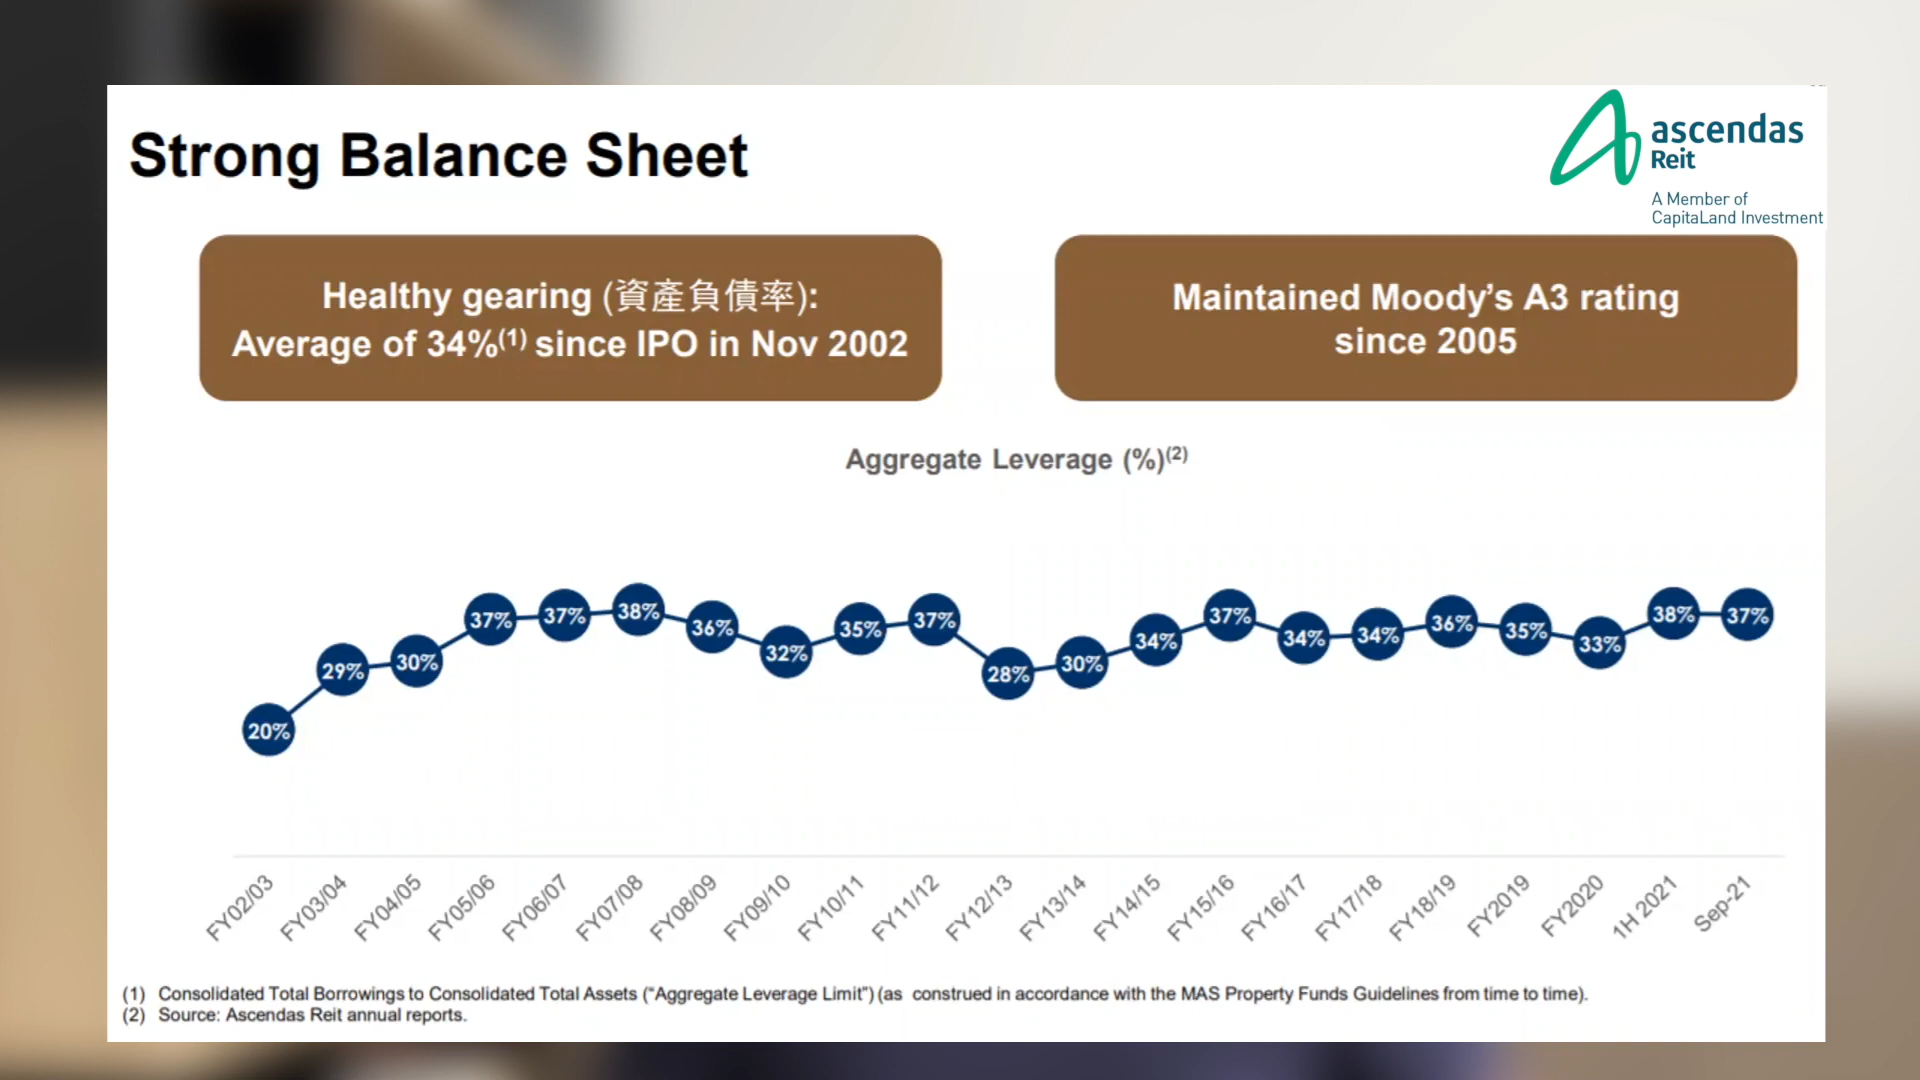 Strong Balance Sheet
ascendas
Reit
A Member of
CapitaLand Investment
Healthy gearing (資產負債率):
Average of 34%(1) since IPO in Nov 2002
Maintained Moody's A3 rating
since 2005
Aggregate Leverage (%)(2)
20%
29%
30%
37%
37%
38%
36%
32%
35%
37%
28%
30%
34%
37%
34%
34%
36%
35%
33%
38%
37%
FY02/03
FY03/04
FY04/05
FY05/06
FY06/07
FY07/08
FY08/09
FY09/10
FY10/11
FY11/12
FY12/13
FY13/14
FY14/15
FY15/16
FY16/17
FY17/18
FY18/19
FY2019
FY2020
1H 2021
Sep-21
(1) Consolidated Total Borrowings to Consolidated Total Assets ("Aggregate Leverage Limit") (as construed in accordance with the MAS Property Funds Guidelines from time to time).
(2) Source: Ascendas Reit annual reports.